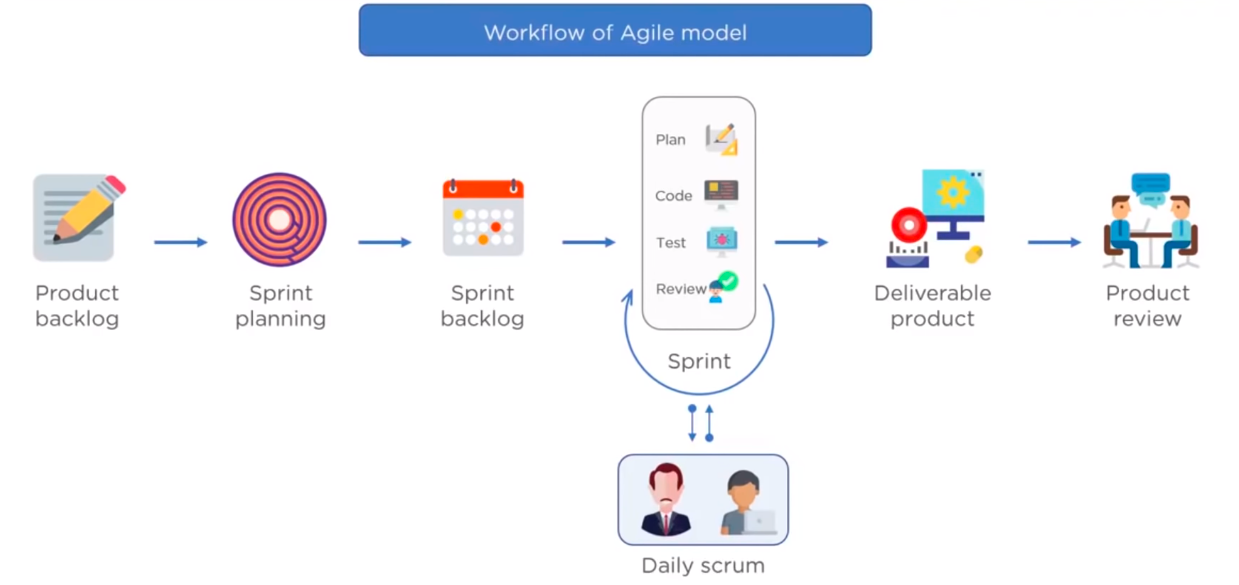 Workflow of Agile model
Product
backlog
Sprint
planning
Sprint
backlog
Plan
Code
Test
Review
Sprint
Deliverable
product
Product
review
Daily scrum